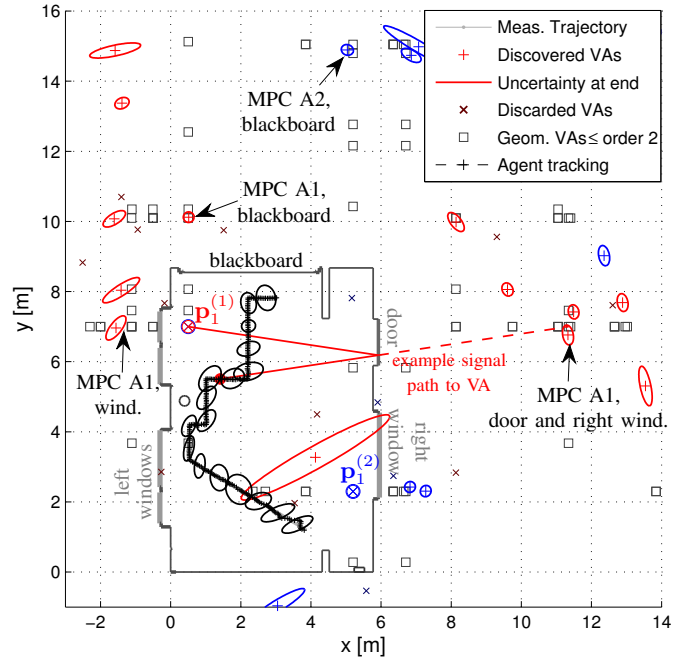 16
14
12
10
8
6
4
2
0
y [m]
−2
0
2
4
6
8
10
12
14
x [m]
Meas. Trajectory
Discovered VAs
Uncertainty at end
Discarded VAs
Geom. VAs≤ order 2
Agent tracking
MPC A2,
blackboard
MPC A1,
blackboard
blackboard
p₁⁽¹⁾
door
example signal
path to VA
MPC A1,
wind.
MPC A1,
door and right wind.
left
windows
p₁⁽²⁾
right
window